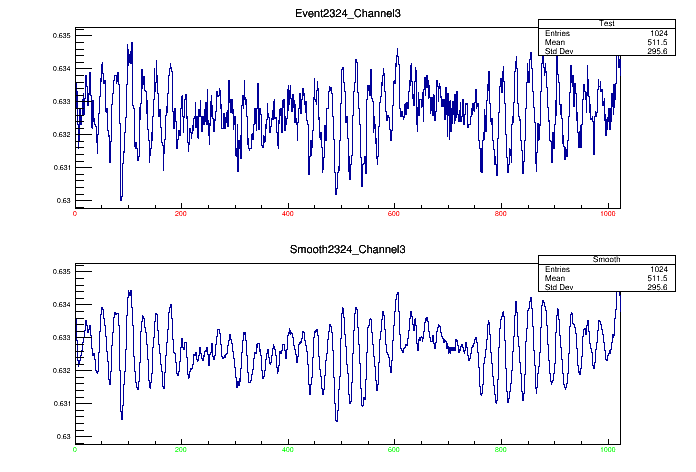 Event2324_Channel3
Test
Entries 1024
Mean 511.5
Std Dev 295.6
0.635
0.634
0.633
0.632
0.631
0.63
0 200 400 600 800 1000
Smooth2324_Channel3
Smooth
Entries 1024
Mean 511.5
Std Dev 295.6
0.635
0.634
0.633
0.632
0.631
0.63
0 200 400 600 800 1000